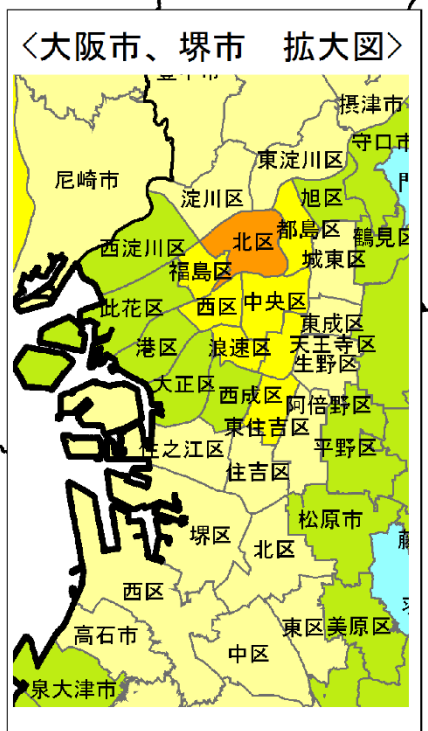 <大阪市、堺市　拡大図>
豊中市
摂津市
守口市
東淀川区
尼崎市
淀川区
旭区
門
都島区
鶴見区
北区
西淀川区
城東区
福島区
此花区
西区
中央区
東成区
港区
浪速区
天王寺区
生野区
大正区
西成区
阿倍野区
東住吉区
住之江区
平野区
住吉区
松原市
堺区
藤
北区
西区
高石市
東区
美原区
中区
泉大津市